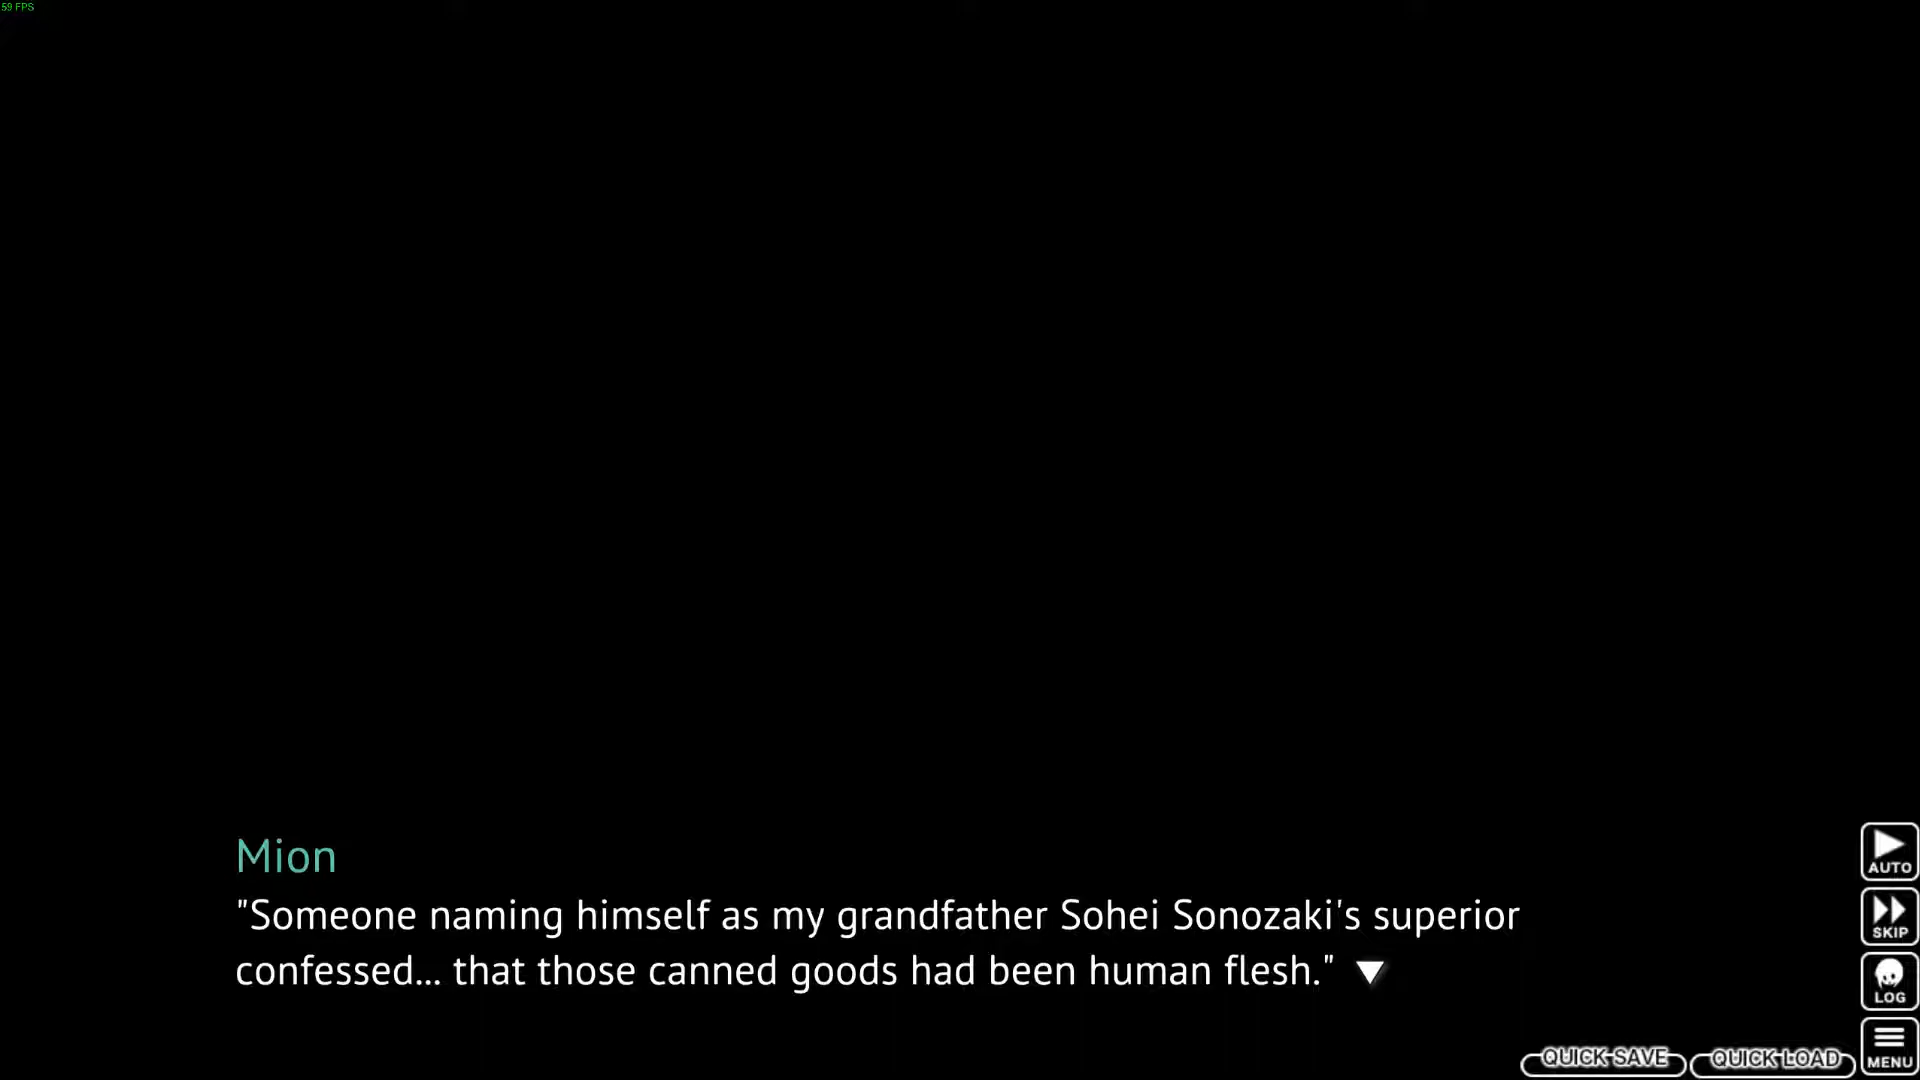 59 FPS
Mion
"Someone naming himself as my grandfather Sohei Sonozaki's superior
confessed... that those canned goods had been human flesh."
AUTO
SKIP
LOG
MENU
QUICK SAVE
QUICK LOAD